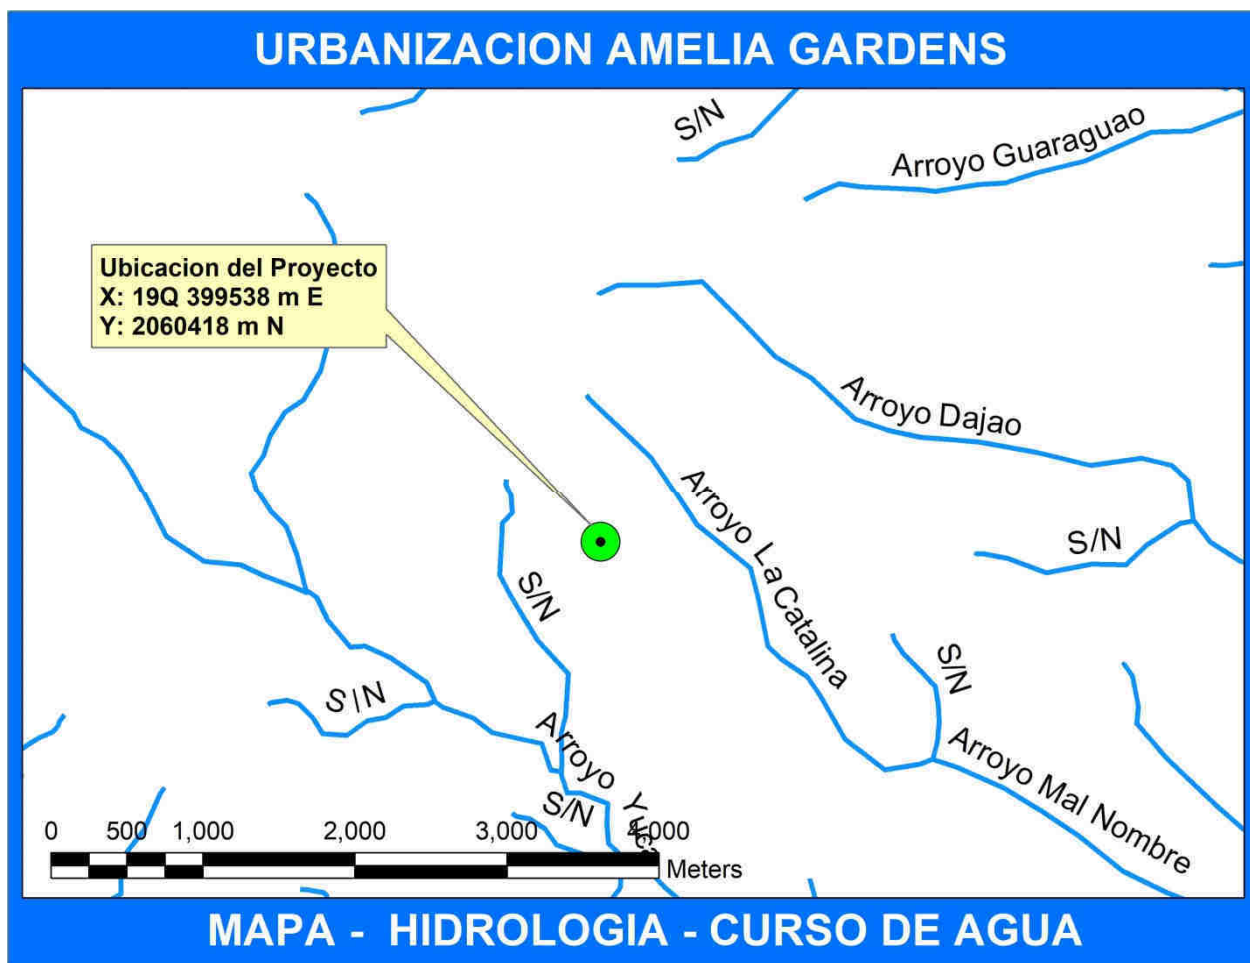 URBANIZACION AMELIA GARDENS
S/N
Arroyo Guaraguao
Ubicacion del Proyecto
X: 19Q 399538 m E
Y: 2060418 m N
Arroyo Dajao
Arroyo La Catalina
S/N
S/N
S/N
S/N
Arroyo
S/N
Arroyo Mal Nombre
0 500 1,000 2,000 3,000 4,000
Meters
MAPA - HIDROLOGIA - CURSO DE AGUA